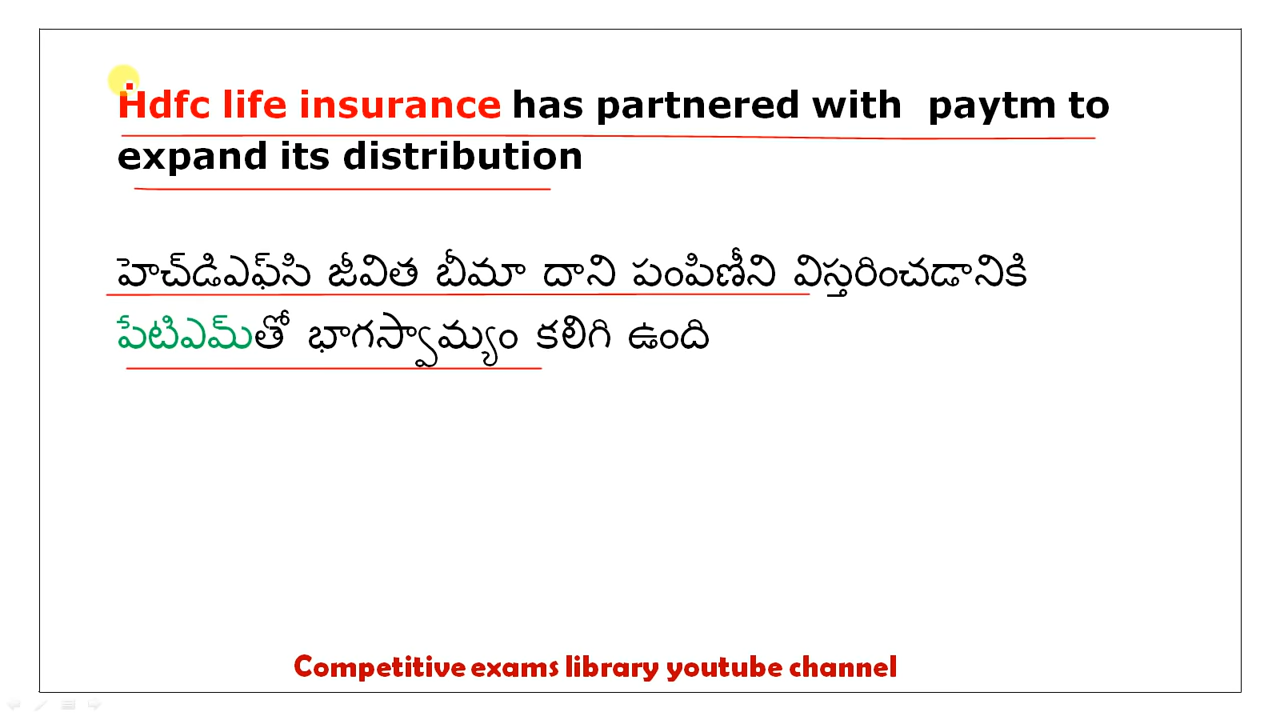 Hdfc life insurance has partnered with paytm to
expand its distribution
హెచ్‌డిఎఫ్‌సి జీవిత బీమా దాని పంపిణీని విస్తరించడానికి
పేటిఎమ్‌తో భాగస్వామ్యం కలిగి ఉంది
Competitive exams library youtube channel